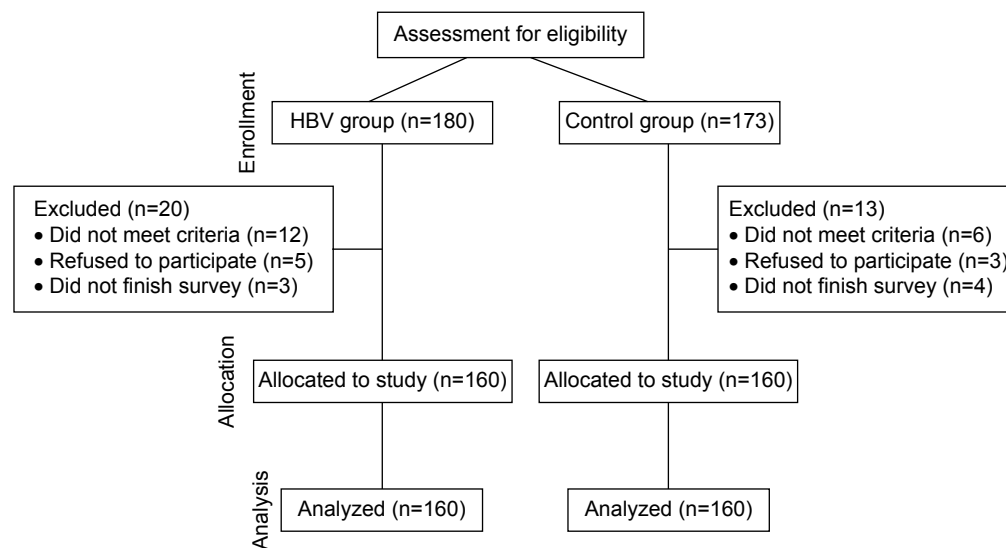 Assessment for eligibility
Enrollment
HBV group (n=180)
Control group (n=173)
Excluded (n=20)
• Did not meet criteria (n=12)
• Refused to participate (n=5)
• Did not finish survey (n=3)
Excluded (n=13)
• Did not meet criteria (n=6)
• Refused to participate (n=3)
• Did not finish survey (n=4)
Allocation
Allocated to study (n=160)
Allocated to study (n=160)
Analysis
Analyzed (n=160)
Analyzed (n=160)